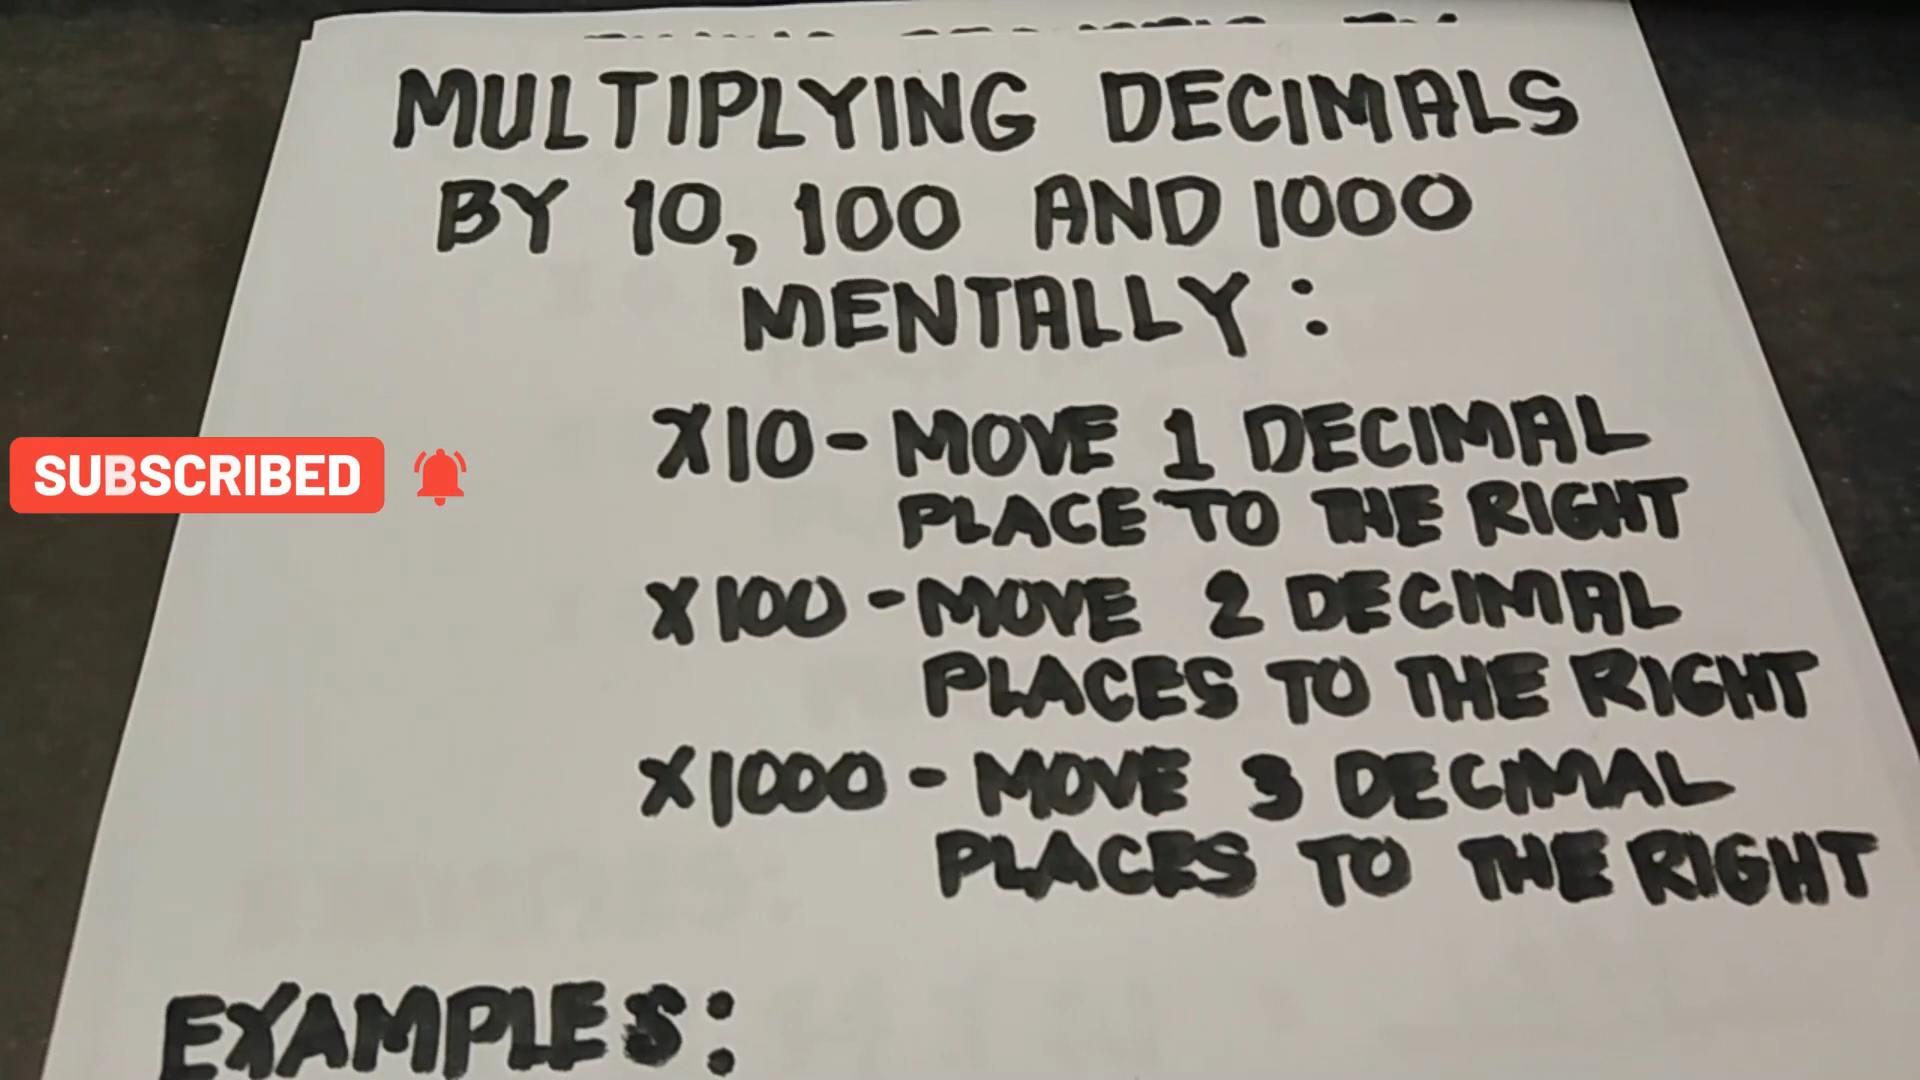 MULTIPLYING DECIMALS
BY 10, 100 AND 1000
MENTALLY :
X10 - MOVE 1 DECIMAL
PLACE TO THE RIGHT
SUBSCRIBED
X100 - MOVE 2 DECIMAL
PLACES TO THE RIGHT
X1000 - MOVE 3 DECIMAL
PLACES TO THE RIGHT
EXAMPLES: